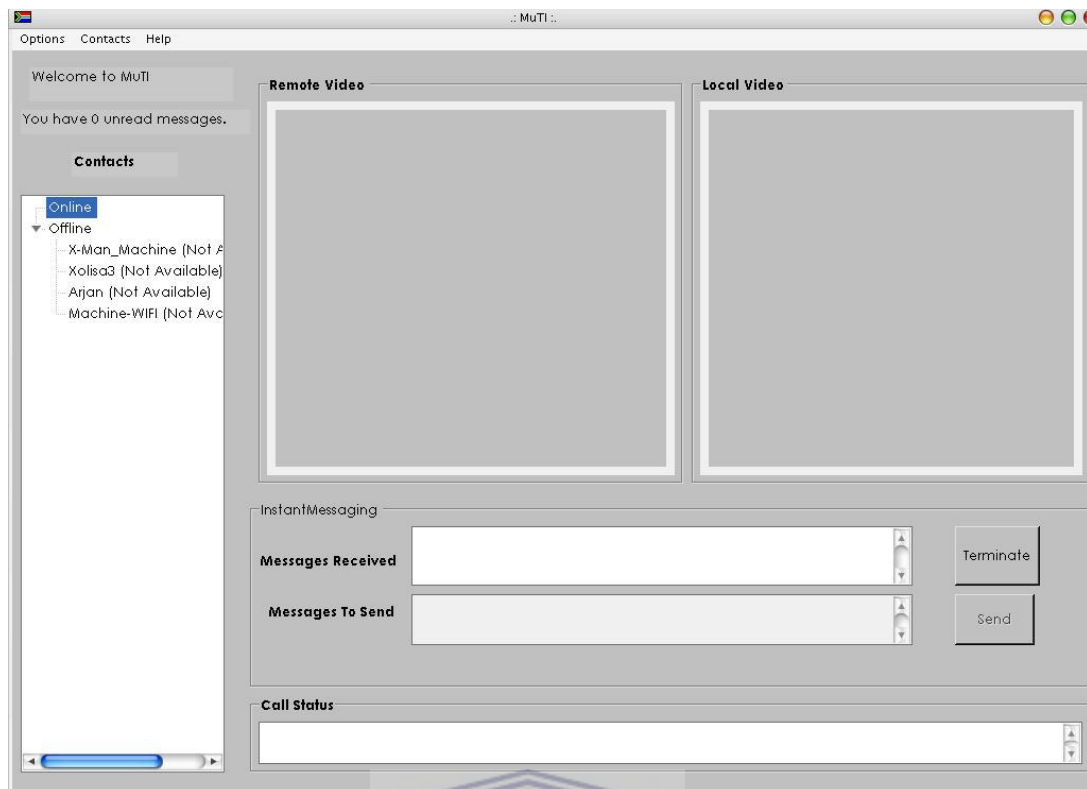 .: MuTI :.
Options Contacts Help
Welcome to MuTI
You have 0 unread messages.
Contacts
Online
Offline
X-Man_Machine (Not
Xolisa3 (Not Available)
Arjan (Not Available)
Machine-WIFI (Not
Remote Video
Local Video
InstantMessaging
Messages Received
Terminate
Messages To Send
Send
Call Status